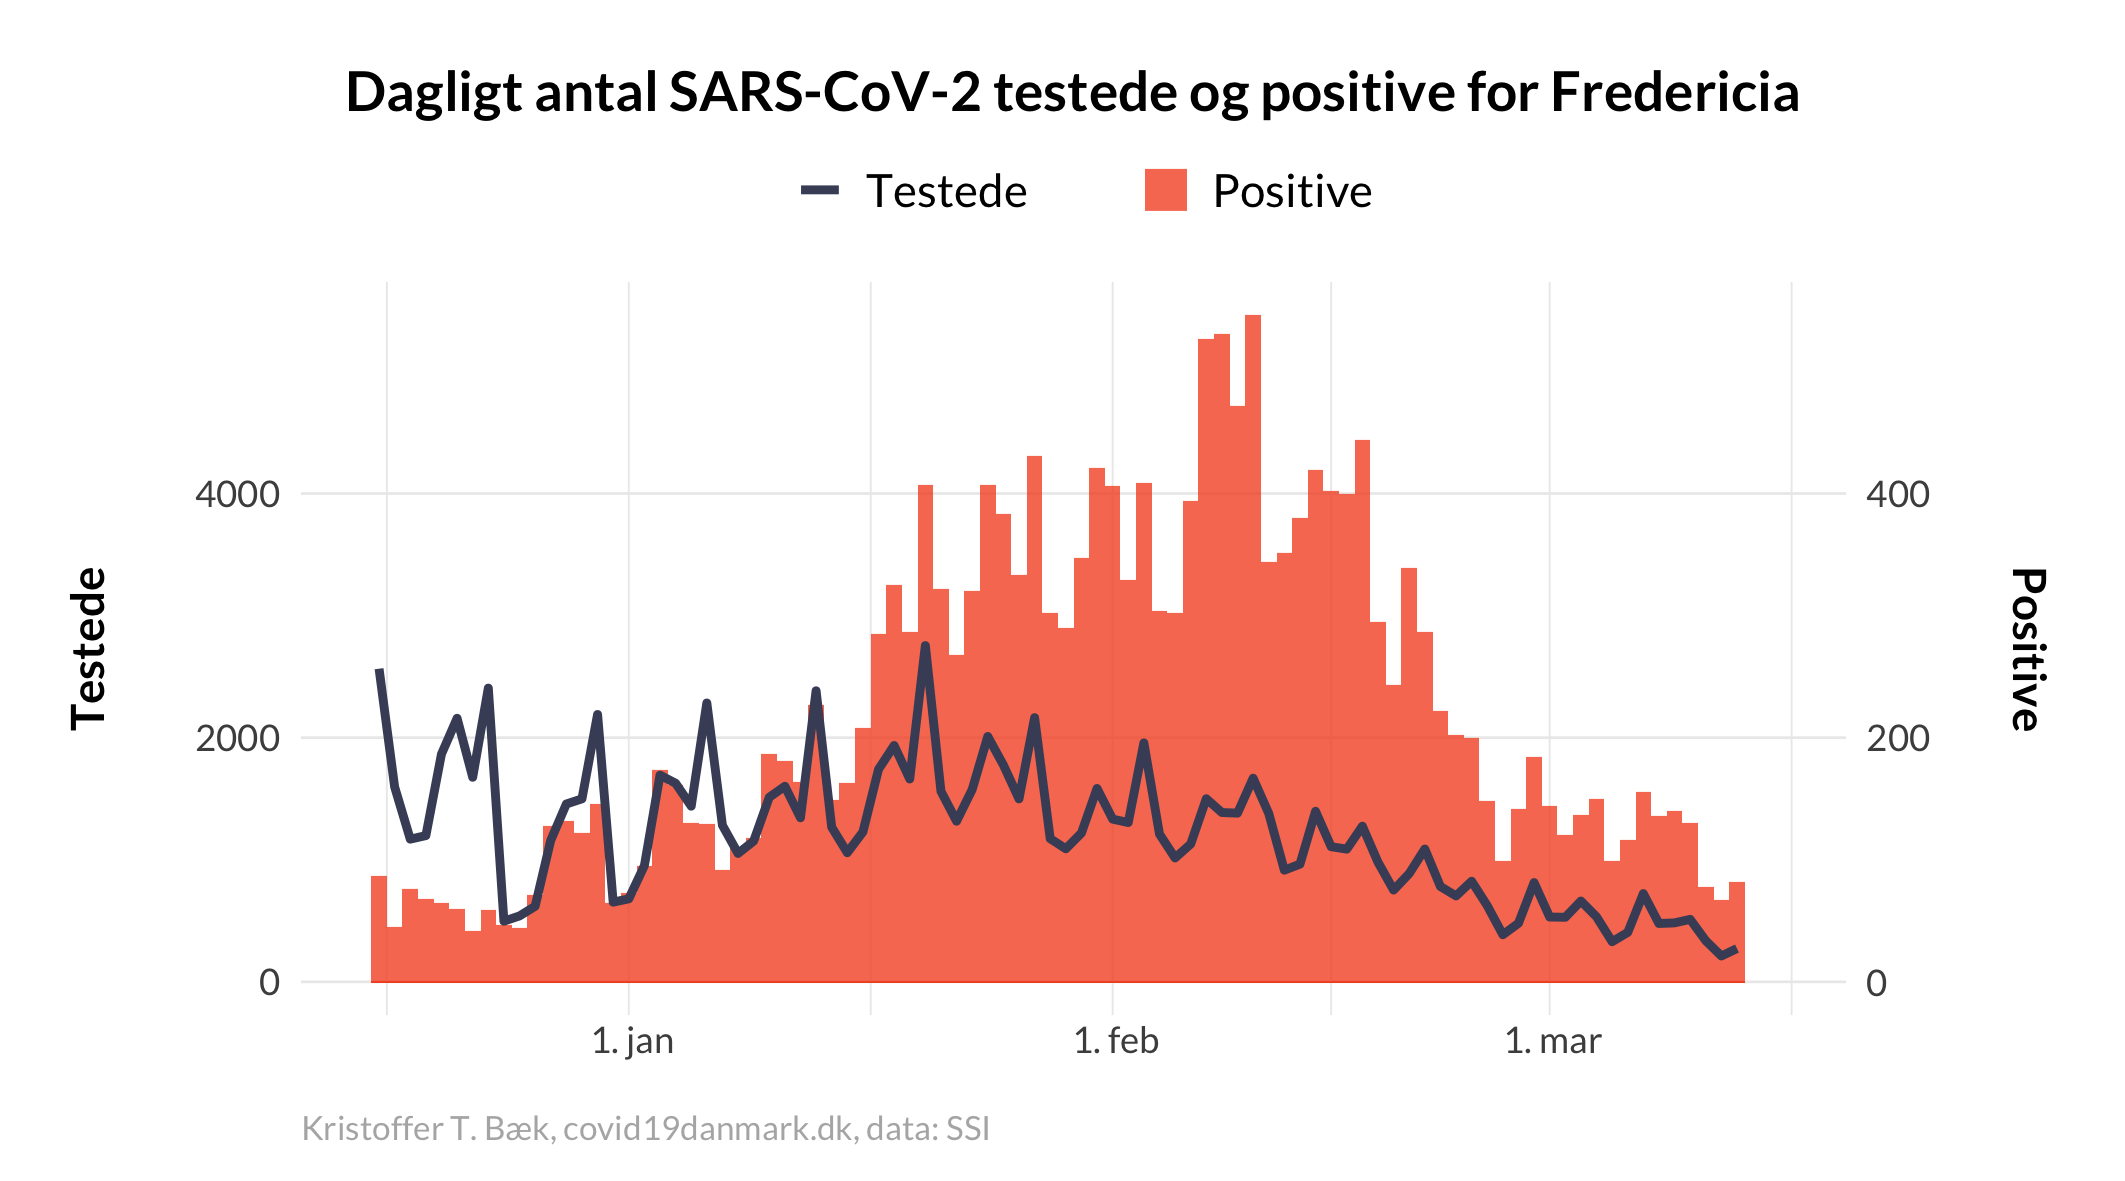 Dagligt antal SARS-CoV-2 testede og positive for Fredericia
Testede
Positive
4000
2000
0
400
200
0
Testede
Positive
1. jan
1. feb
1. mar
Kristoffer T. Bæk, covid19danmark.dk, data: SSI